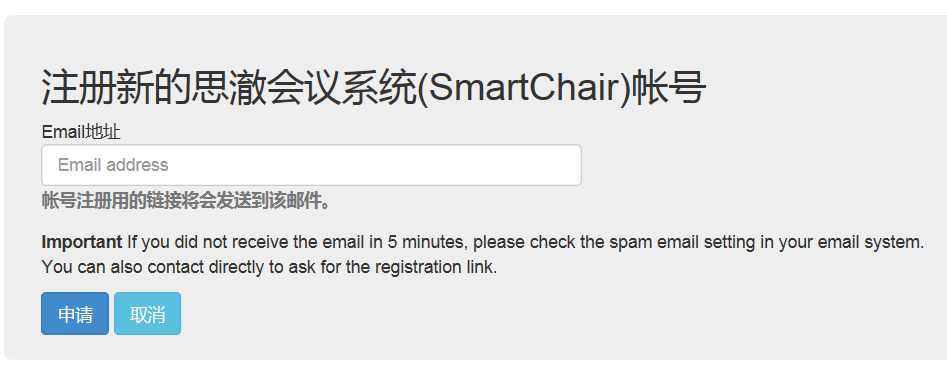 注册新的思澈会议系统(SmartChair)帐号
Email地址
Email address
帐号注册用的链接将会发送到该邮件。
Important If you did not receive the email in 5 minutes, please check the spam email setting in your email system.
You can also contact directly to ask for the registration link.
申请 取消